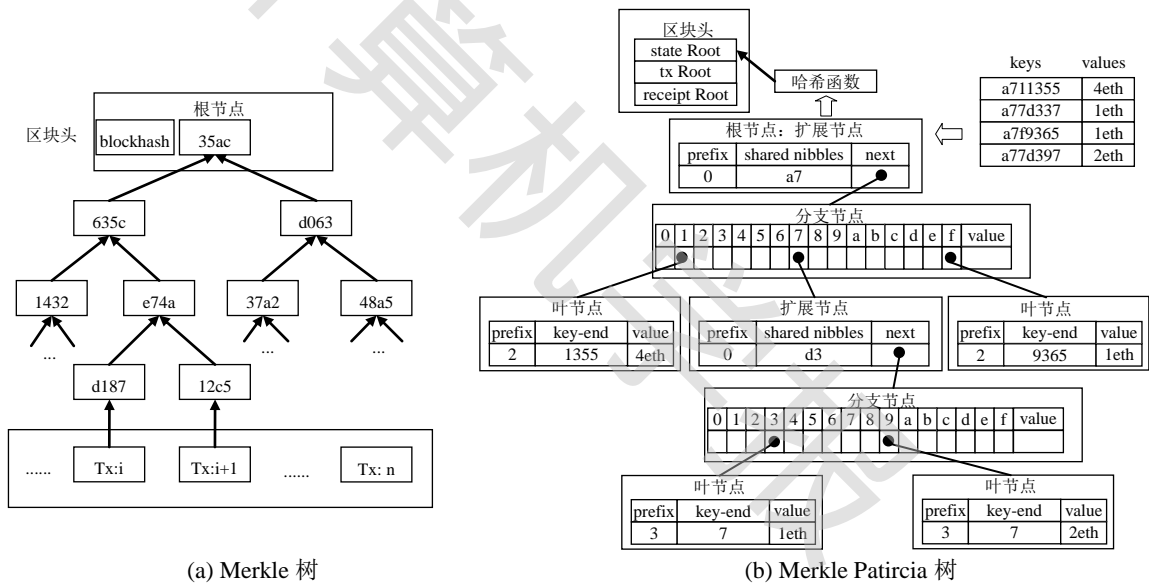 根节点
区块头
blockhash 35ac
635c d063
1432 e74a 37a2 48a5
... ... ...
d187 12c5
...... Tx:i Tx:i+1 ...... Tx: n
(a) Merkle 树
区块头
state Root
tx Root
receipt Root
哈希函数
keys values
a711355 4eth
a77d337 1eth
a7f9365 1eth
a77d397 2eth
根节点：扩展节点
prefix shared nibbles next
0 a7
分支节点
0 1 2 3 4 5 6 7 8 9 a b c d e f value
叶节点
prefix key-end value
2 1355 4eth
扩展节点
prefix shared nibbles next
0 d3
叶节点
prefix key-end value
2 9365 1eth
分支节点
0 1 2 3 4 5 6 7 8 9 a b c d e f value
叶节点
prefix key-end value
3 7 1eth
叶节点
prefix key-end value
3 7 2eth
(b) Merkle Patircia 树
算机学报